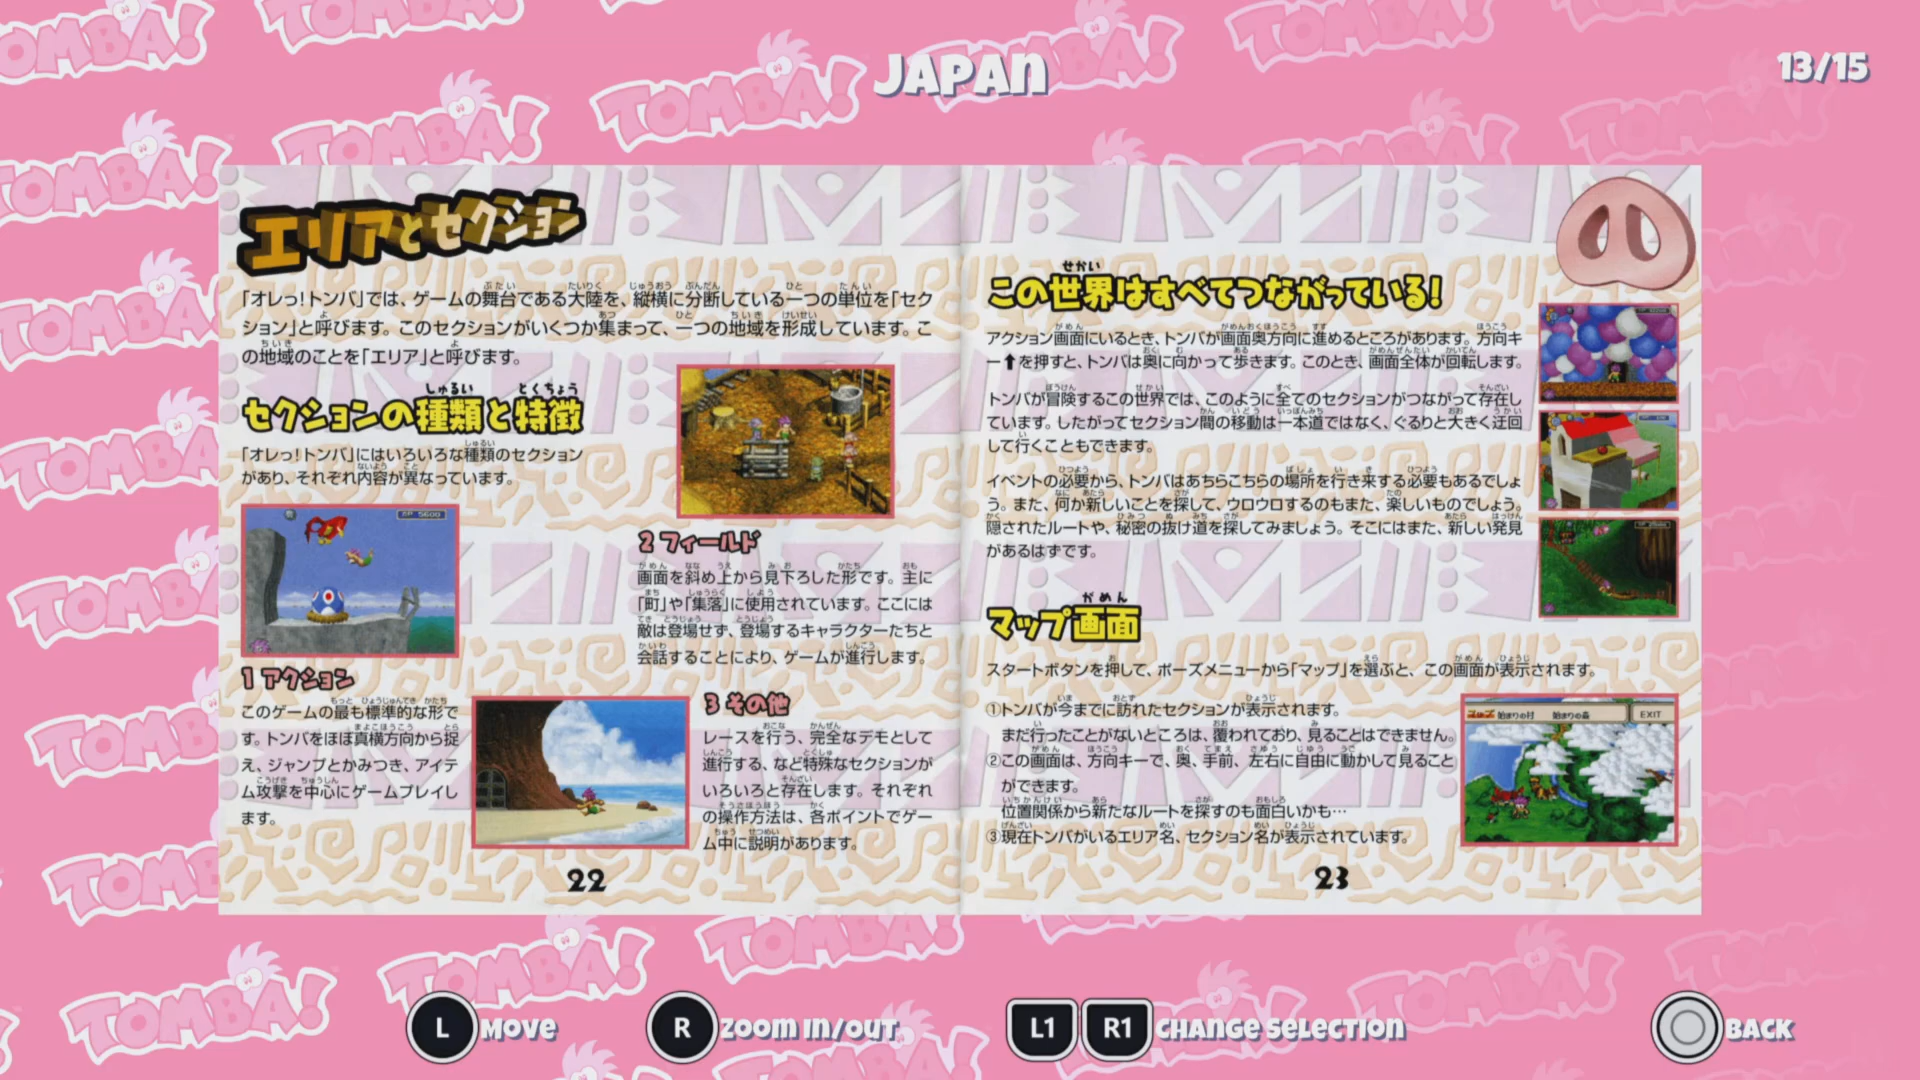 JAPAN
13/15
エリアとセクション
「オレっ!トンバ」では、ゲームの舞台である大陸を、縦横に分断している一つの単位を「セク
ション」と呼びます。このセクションがいくつか集まって、一つの地域を形成しています。こ
の地域のことを「エリア」と呼びます。
セクションの種類と特徴
「オレっ!トンバ」にはいろいろな種類のセクション
があり、それぞれ内容が異なっています。
1 アクション
このゲームの最も標準的な形で
す。トンバをほぼ真横方向から捉
え、ジャンプとかみつき、アイテ
ム攻撃を中心にゲームプレイし
ます。
2 フィールド
画面を斜め上から見下ろした形です。主に
「町」や「集落」に使用されています。ここには
敵は登場せず、登場するキャラクターたちと
会話することにより、ゲームが進行します。
3 その他
レースを行う、完全なデモとして
進行する、など特殊なセクションが
いろいろと存在します。それぞれ
の操作方法は、各ポイントでゲー
ム中に説明があります。
22
この世界はすべてつながっている!
アクション画面にいるとき、トンバが画面奥方向に進めるところがあります。方向キ
ー⬆を押すと、トンバは奥に向かって歩きます。このとき、画面全体が回転します。
トンバが冒険するこの世界では、このように全てのセクションがつながって存在し
ています。したがってセクション間の移動は一本道ではなく、ぐるりと大きく迂回
して行くこともできます。
イベントの必要から、トンバはあちらこちらの場所を行き来する必要もあるでしょ
う。また、何か新しいことを探して、ウロウロするのもまた、楽しいものでしょう。
隠されたルートや、秘密の抜け道を探してみましょう。そこにはまた、新しい発見
があるはずです。
マップ画面
スタートボタンを押して、ポーズメニューから「マップ」を選ぶと、この画面が表示されます。
①トンバが今までに訪れたセクションが表示されます。
まだ行ったことがないところは、覆われており、見ることはできません。
②この画面は、方向キーで、奥、手前、左右に自由に動かして見ること
ができます。
位置関係から新たなルートを探すのも面白いかも…
③現在トンバがいるエリア名、セクション名が表示されています。
始まりの村 始まりの森 EXIT
23
L MOVE
R ZOOM IN/OUT
L1 R1 CHANGE SELECTION
BACK
TOMBA!